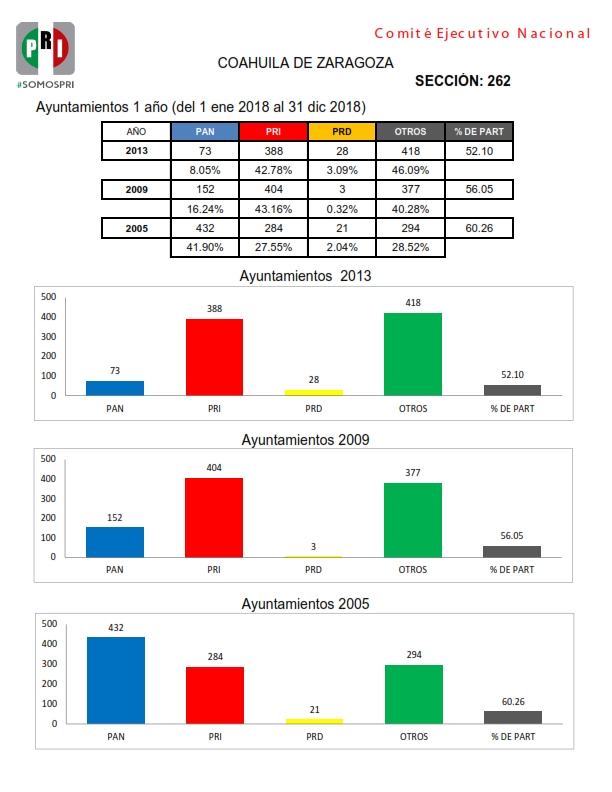 Comité Ejecutivo Nacional
PRI
#SOMOSPRI
COAHUILA DE ZARAGOZA
SECCIÓN: 262
Ayuntamientos 1 año (del 1 ene 2018 al 31 dic 2018)
AÑO PAN PRI PRD OTROS % DE PART
2013 73 388 28 418 52.10
8.05% 42.78% 3.09% 46.09%
2009 152 404 3 377 56.05
16.24% 43.16% 0.32% 40.28%
2005 432 284 21 294 60.26
41.90% 27.55% 2.04% 28.52%
Ayuntamientos 2013
500
400
300
200
100
0
73 388 28 418 52.10
PAN PRI PRD OTROS % DE PART
Ayuntamientos 2009
500
400
300
200
100
0
152 404 3 377 56.05
PAN PRI PRD OTROS % DE PART
Ayuntamientos 2005
500
400
300
200
100
0
432 284 21 294 60.26
PAN PRI PRD OTROS % DE PART